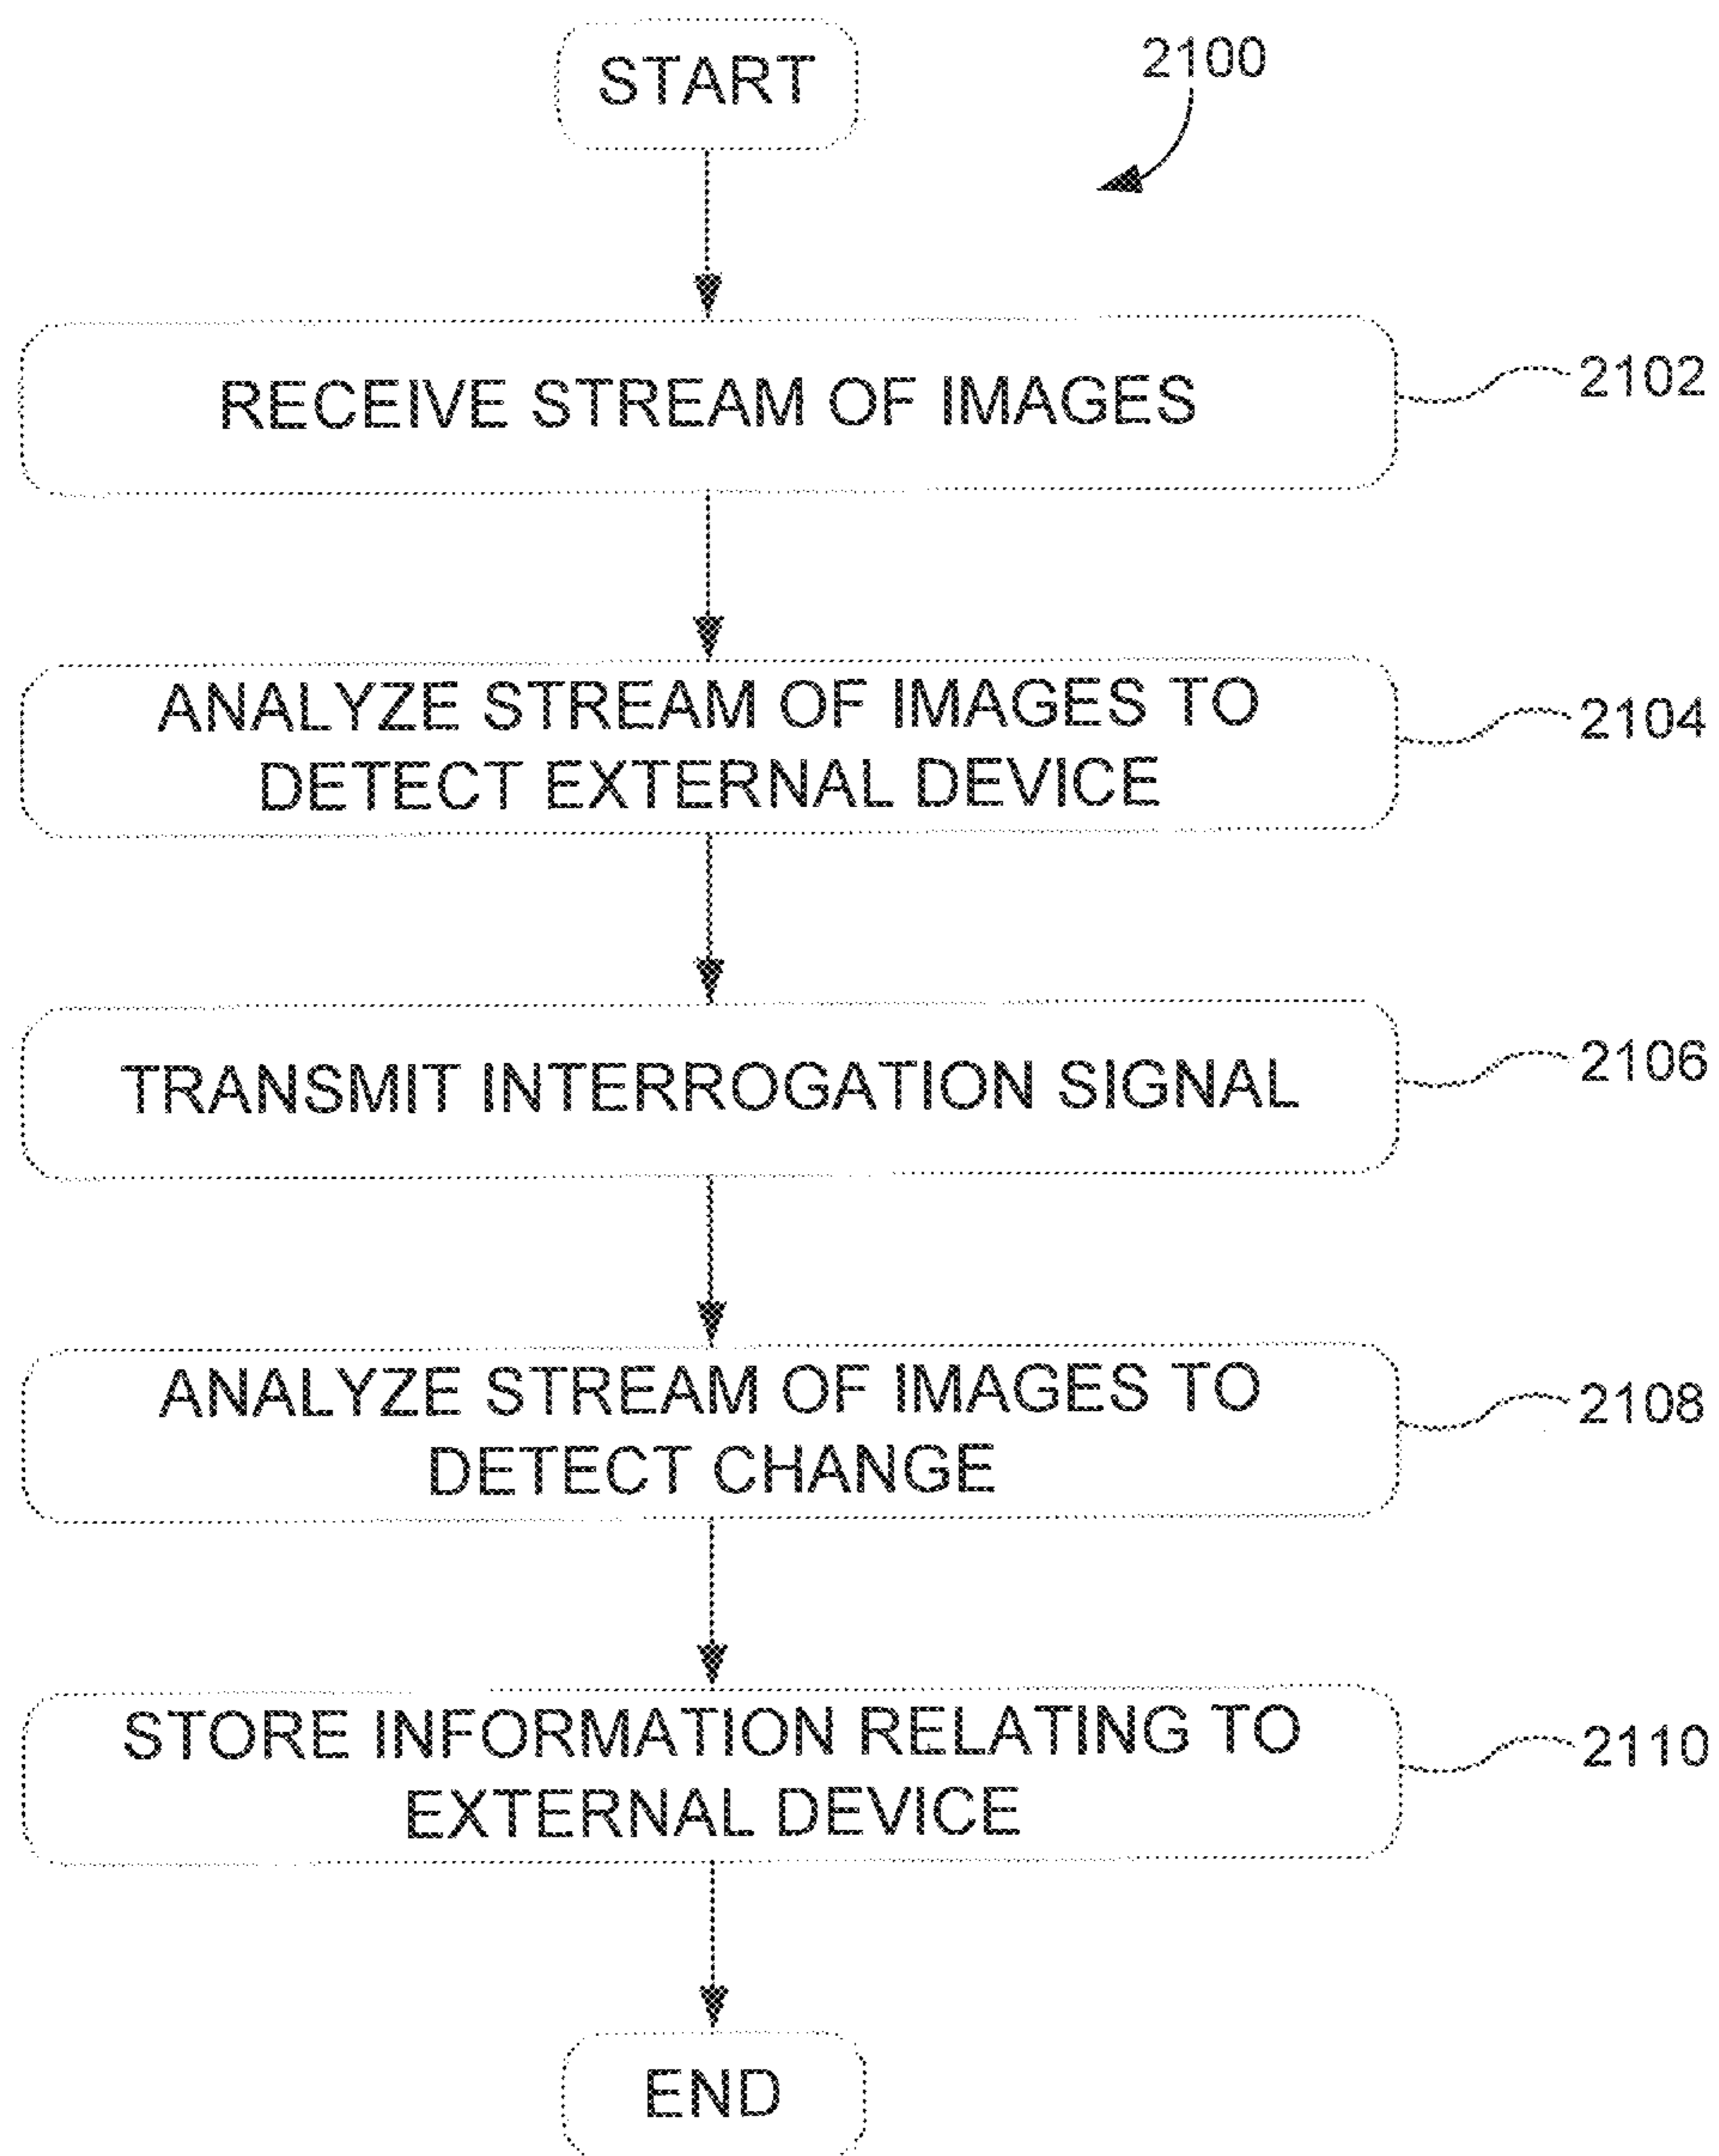 START
2100
RECEIVE STREAM OF IMAGES
2102
ANALYZE STREAM OF IMAGES TO
DETECT EXTERNAL DEVICE
2104
TRANSMIT INTERROGATION SIGNAL
2106
ANALYZE STREAM OF IMAGES TO
DETECT CHANGE
2108
STORE INFORMATION RELATING TO
EXTERNAL DEVICE
2110
END